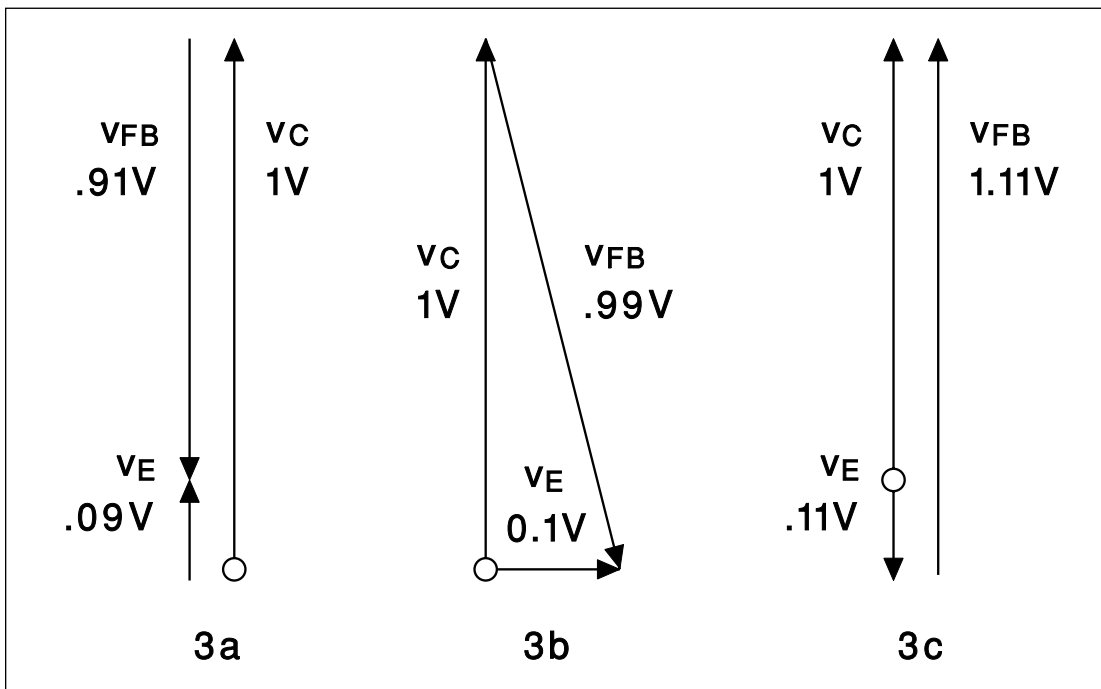 vFB
.91V
vC
1V
vE
.09V
3a
vC
1V
vFB
.99V
vE
0.1V
3b
vC
1V
vFB
1.11V
vE
.11V
3c